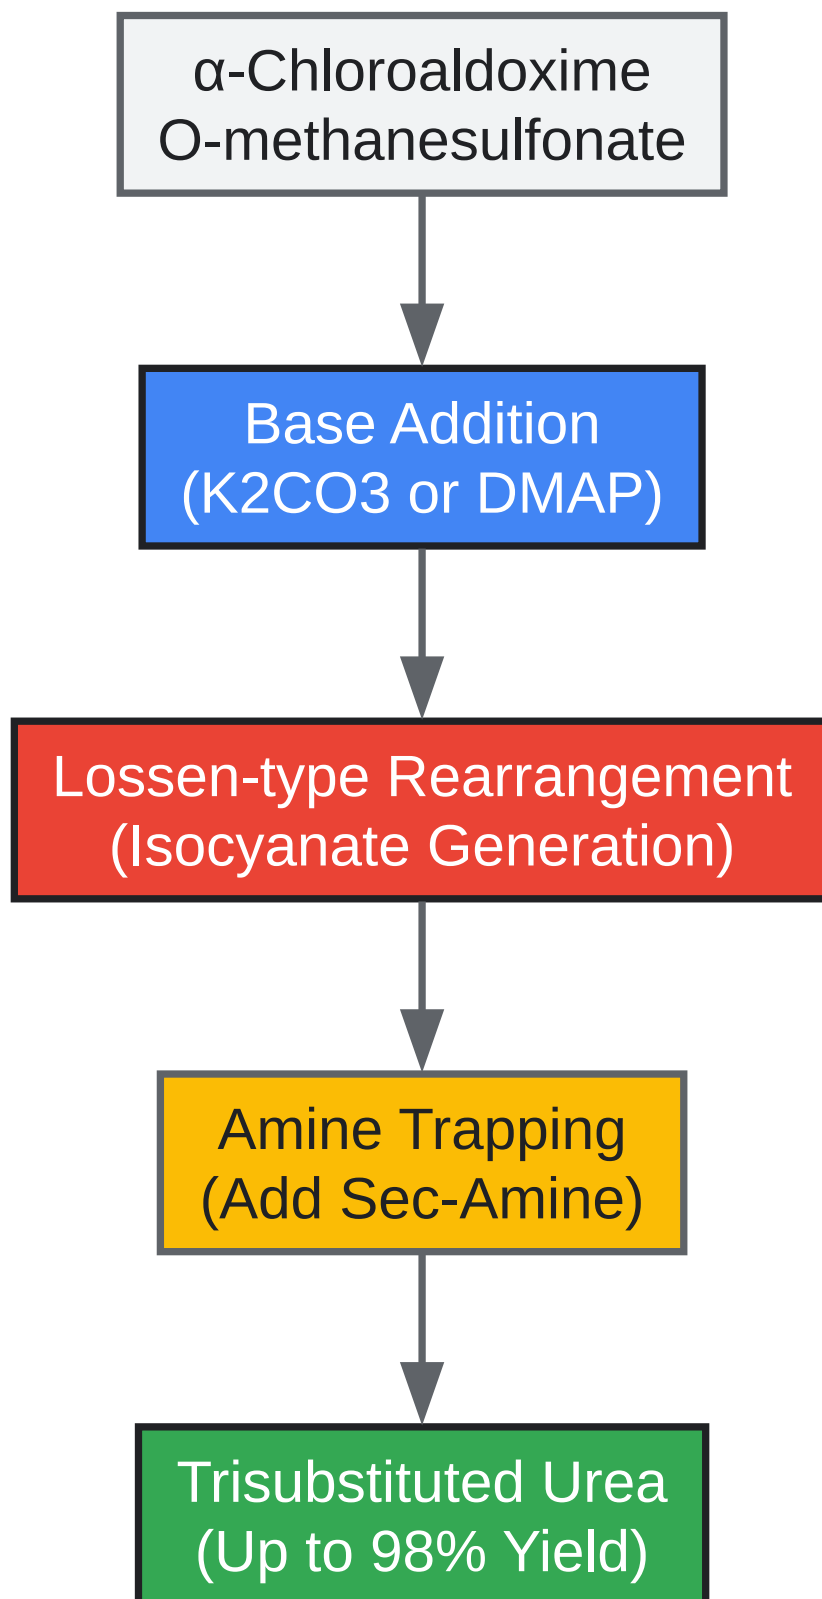 α-Chloroaldoxime
O-methanesulfonate
Base Addition
(K2CO3 or DMAP)
Lossen-type Rearrangement
(Isocyanate Generation)
Amine Trapping
(Add Sec-Amine)
Trisubstituted Urea
(Up to 98% Yield)